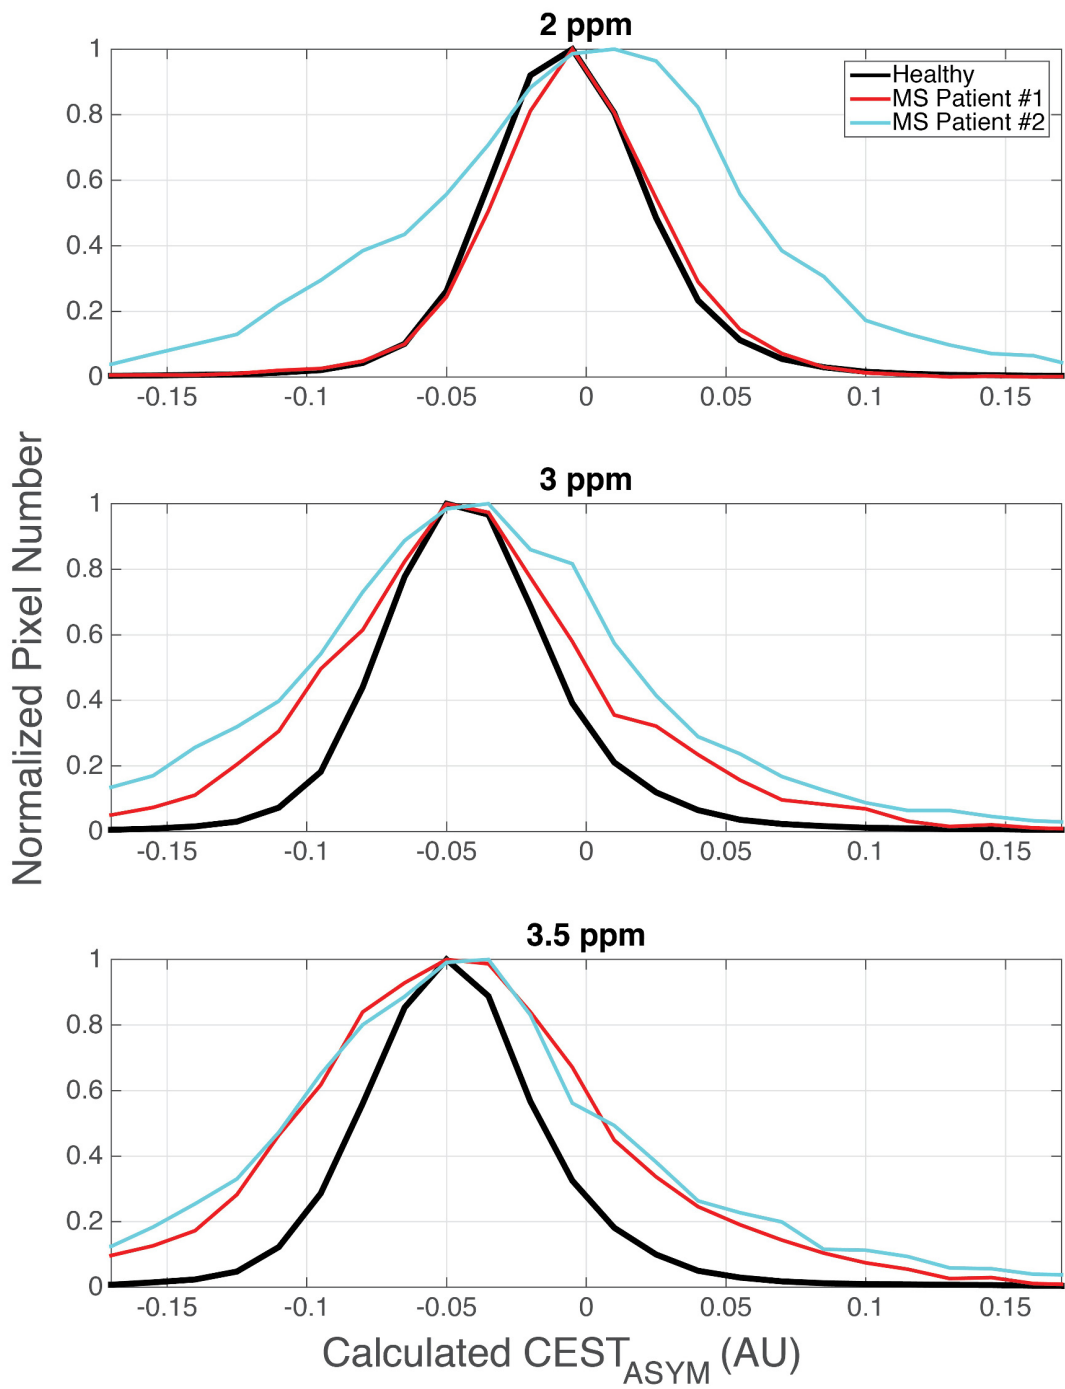 2 ppm
1
0.8
0.6
0.4
0.2
0
-0.15 -0.1 -0.05 0 0.05 0.1 0.15
Healthy
MS Patient #1
MS Patient #2
Normalized Pixel Number
3 ppm
1
0.8
0.6
0.4
0.2
0
-0.15 -0.1 -0.05 0 0.05 0.1 0.15
3.5 ppm
1
0.8
0.6
0.4
0.2
0
-0.15 -0.1 -0.05 0 0.05 0.1 0.15
Calculated CEST_ASYM (AU)